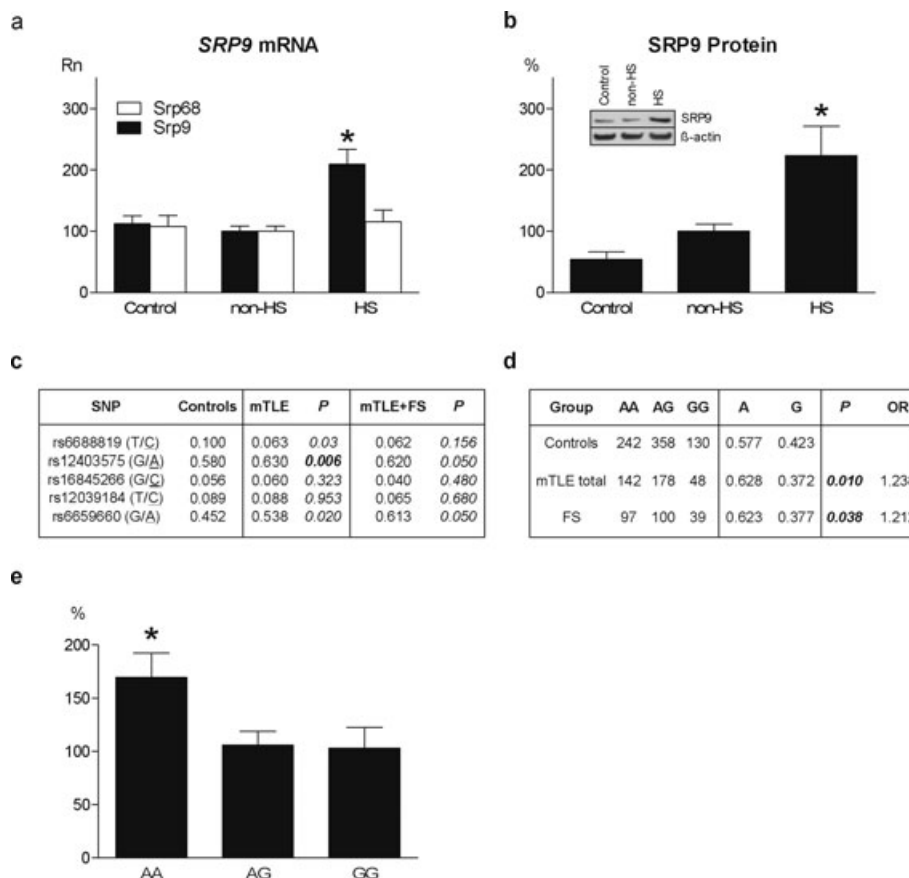 a
SRP9 mRNA
Rn
300
200
100
0
Srp68
Srp9
*
Control non-HS HS
b
SRP9 Protein
%
300
200
100
0
Control
non-HS
HS
SRP9
ß-actin
*
Control non-HS HS
c
SNP Controls mTLE P mTLE+FS P
rs6688819 (T/C) 0.100 0.063 0.03 0.062 0.156
rs12403575 (G/A) 0.580 0.630 0.006 0.620 0.050
rs16845266 (G/C) 0.056 0.060 0.323 0.040 0.480
rs12039184 (T/C) 0.089 0.088 0.953 0.065 0.680
rs6659660 (G/A) 0.452 0.538 0.020 0.613 0.050
d
Group AA AG GG A G P OR
Controls 242 358 130 0.577 0.423
mTLE total 142 178 48 0.628 0.372 0.010
FS 97 100 39 0.623 0.377 0.038
e
%
200
150
100
50
0
*
AA AG GG